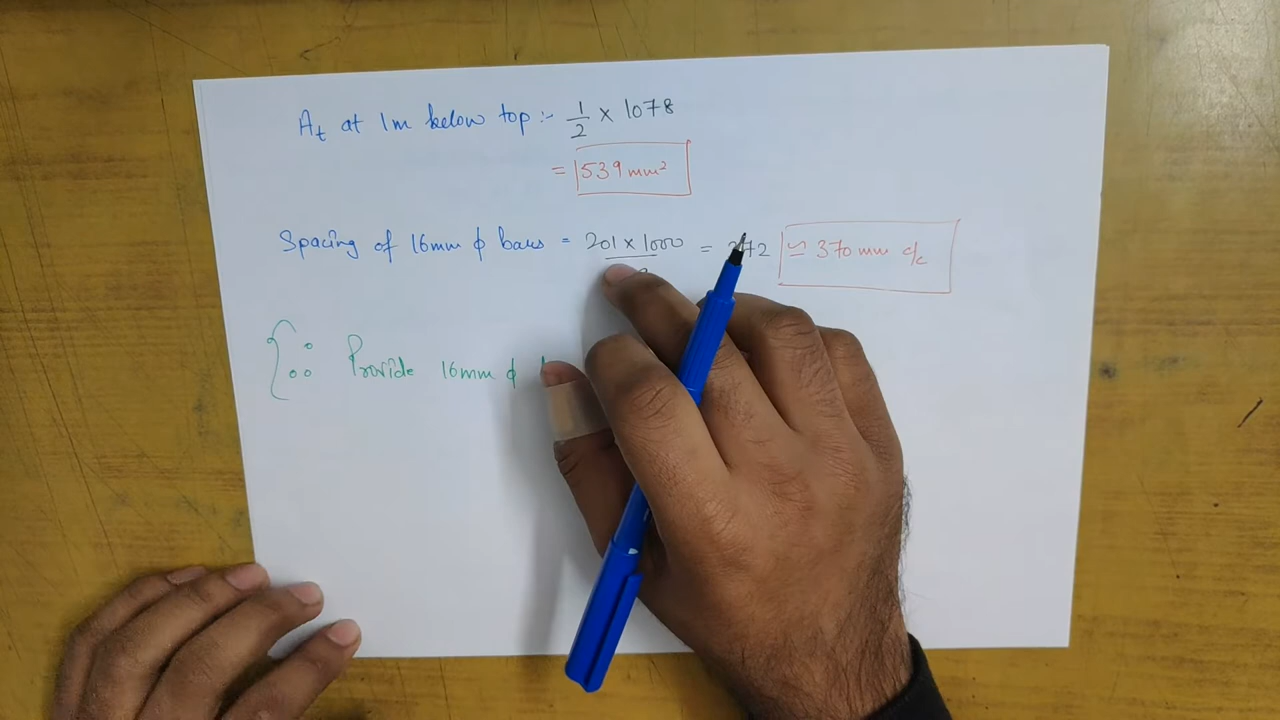 At at 1m below top :- 1/2 × 1078
= 539 mm²
Spacing of 16mm ϕ bars = 201 × 1000 = 372 ≃ 370 mm c/c
∴ Provide 16mm ϕ